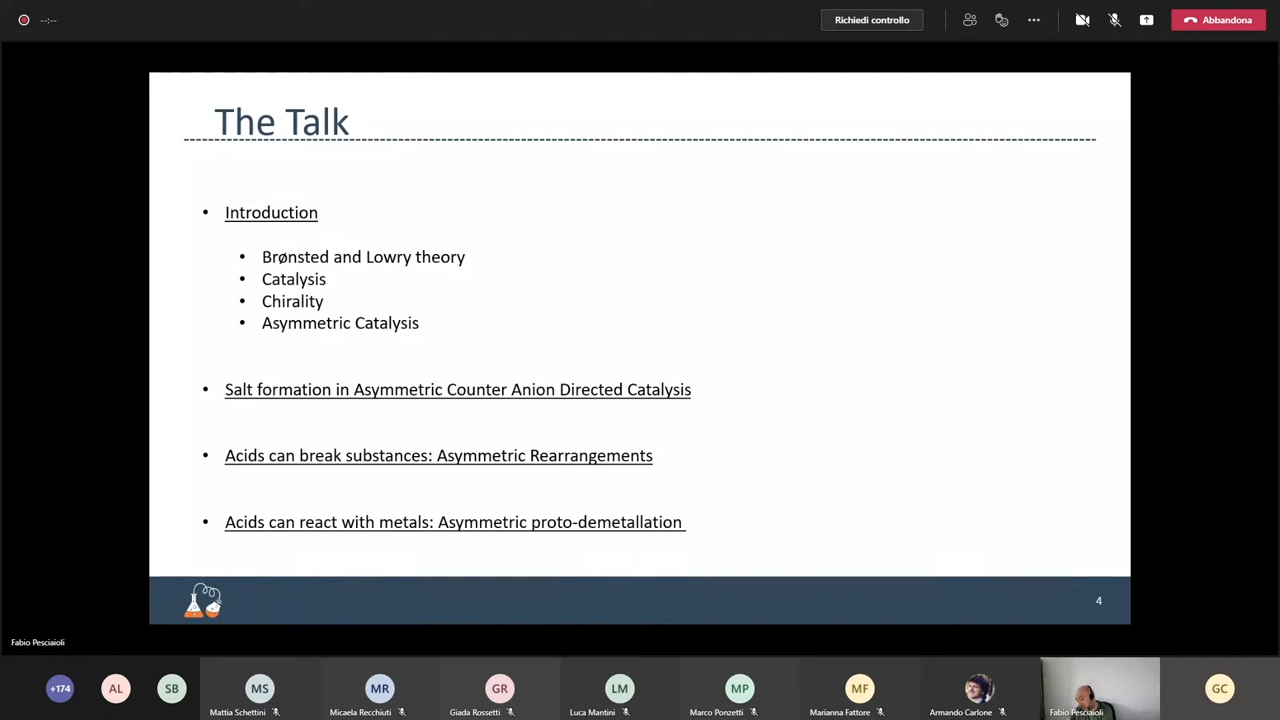 --:--
Richiedi controllo
Abbandona
The Talk
• Introduction
• Brønsted and Lowry theory
• Catalysis
• Chirality
• Asymmetric Catalysis
• Salt formation in Asymmetric Counter Anion Directed Catalysis
• Acids can break substances: Asymmetric Rearrangements
• Acids can react with metals: Asymmetric proto-demetallation
4
Fabio Pesciaioli
+174
AL
SB
MS
MR
GR
LM
MP
MF
GC
Mattia Schettini
Micaela Recchiuti
Giada Rossetti
Luca Mantini
Marco Ponzetti
Marianna Fattore
Armando Carlone
Fabio Pesciaioli